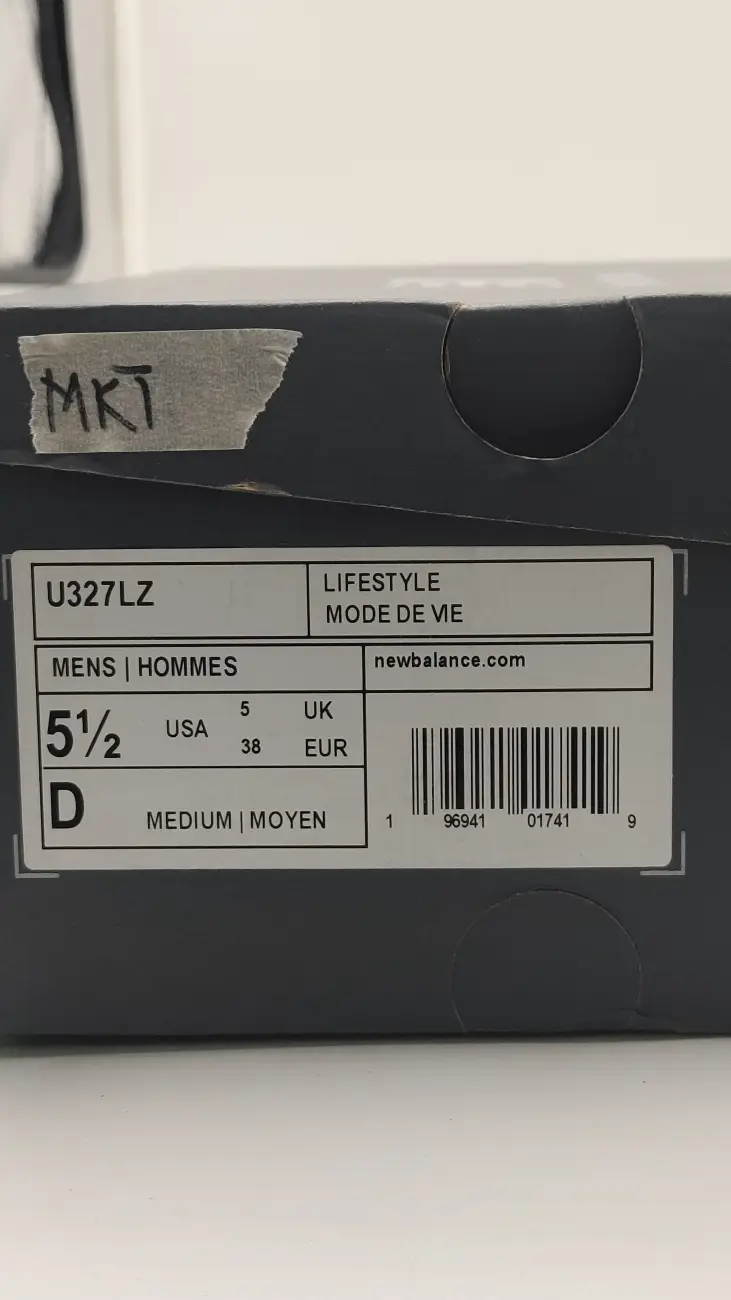 MKT
U327LZ
LIFESTYLE
MODE DE VIE
MENS | HOMMES
newbalance.com
5½ USA 5 UK
38 EUR
D MEDIUM | MOYEN
1 96941 01741 9